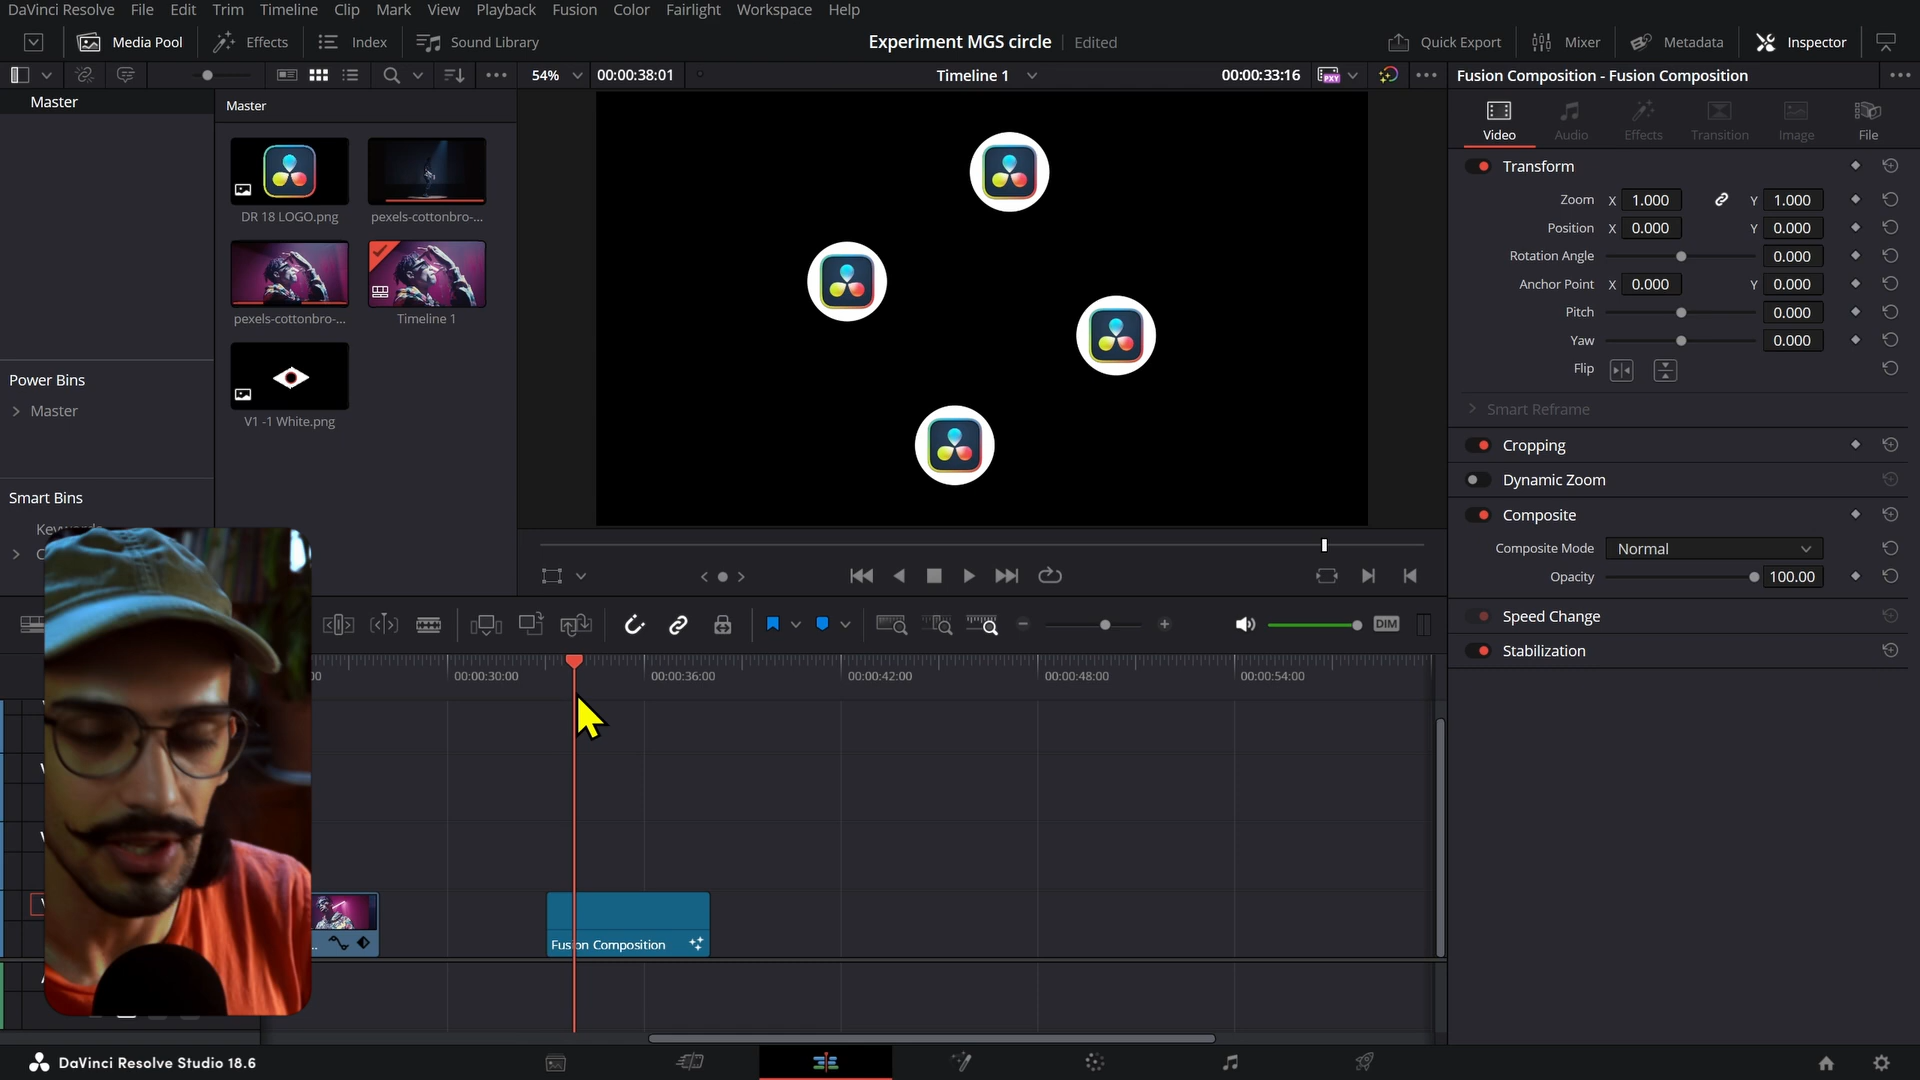 DaVinci Resolve File Edit Trim Timeline Clip Mark View Playback Fusion Color Fairlight Workspace Help
Media Pool Effects Index Sound Library Experiment MGS circle Edited Quick Export Mixer Metadata Inspector
54% 00:00:38:01 Timeline 1 00:00:33:16 PXY Fusion Composition - Fusion Composition
Master
Master
DR 18 LOGO.png
pexels-cottonbro-...
pexels-cottonbro-...
Timeline 1
V1 -1 White.png
Power Bins
Master
Smart Bins
Video Audio Effects Transition Image File
Transform
Zoom X 1.000 Y 1.000
Position X 0.000 Y 0.000
Rotation Angle 0.000
Anchor Point X 0.000 Y 0.000
Pitch 0.000
Yaw 0.000
Flip
Smart Reframe
Cropping
Dynamic Zoom
Composite
Composite Mode Normal
Opacity 100.00
Speed Change
Stabilization
DIM
00:00:30:00 00:00:36:00 00:00:42:00 00:00:48:00 00:00:54:00
Fusion Composition
DaVinci Resolve Studio 18.6